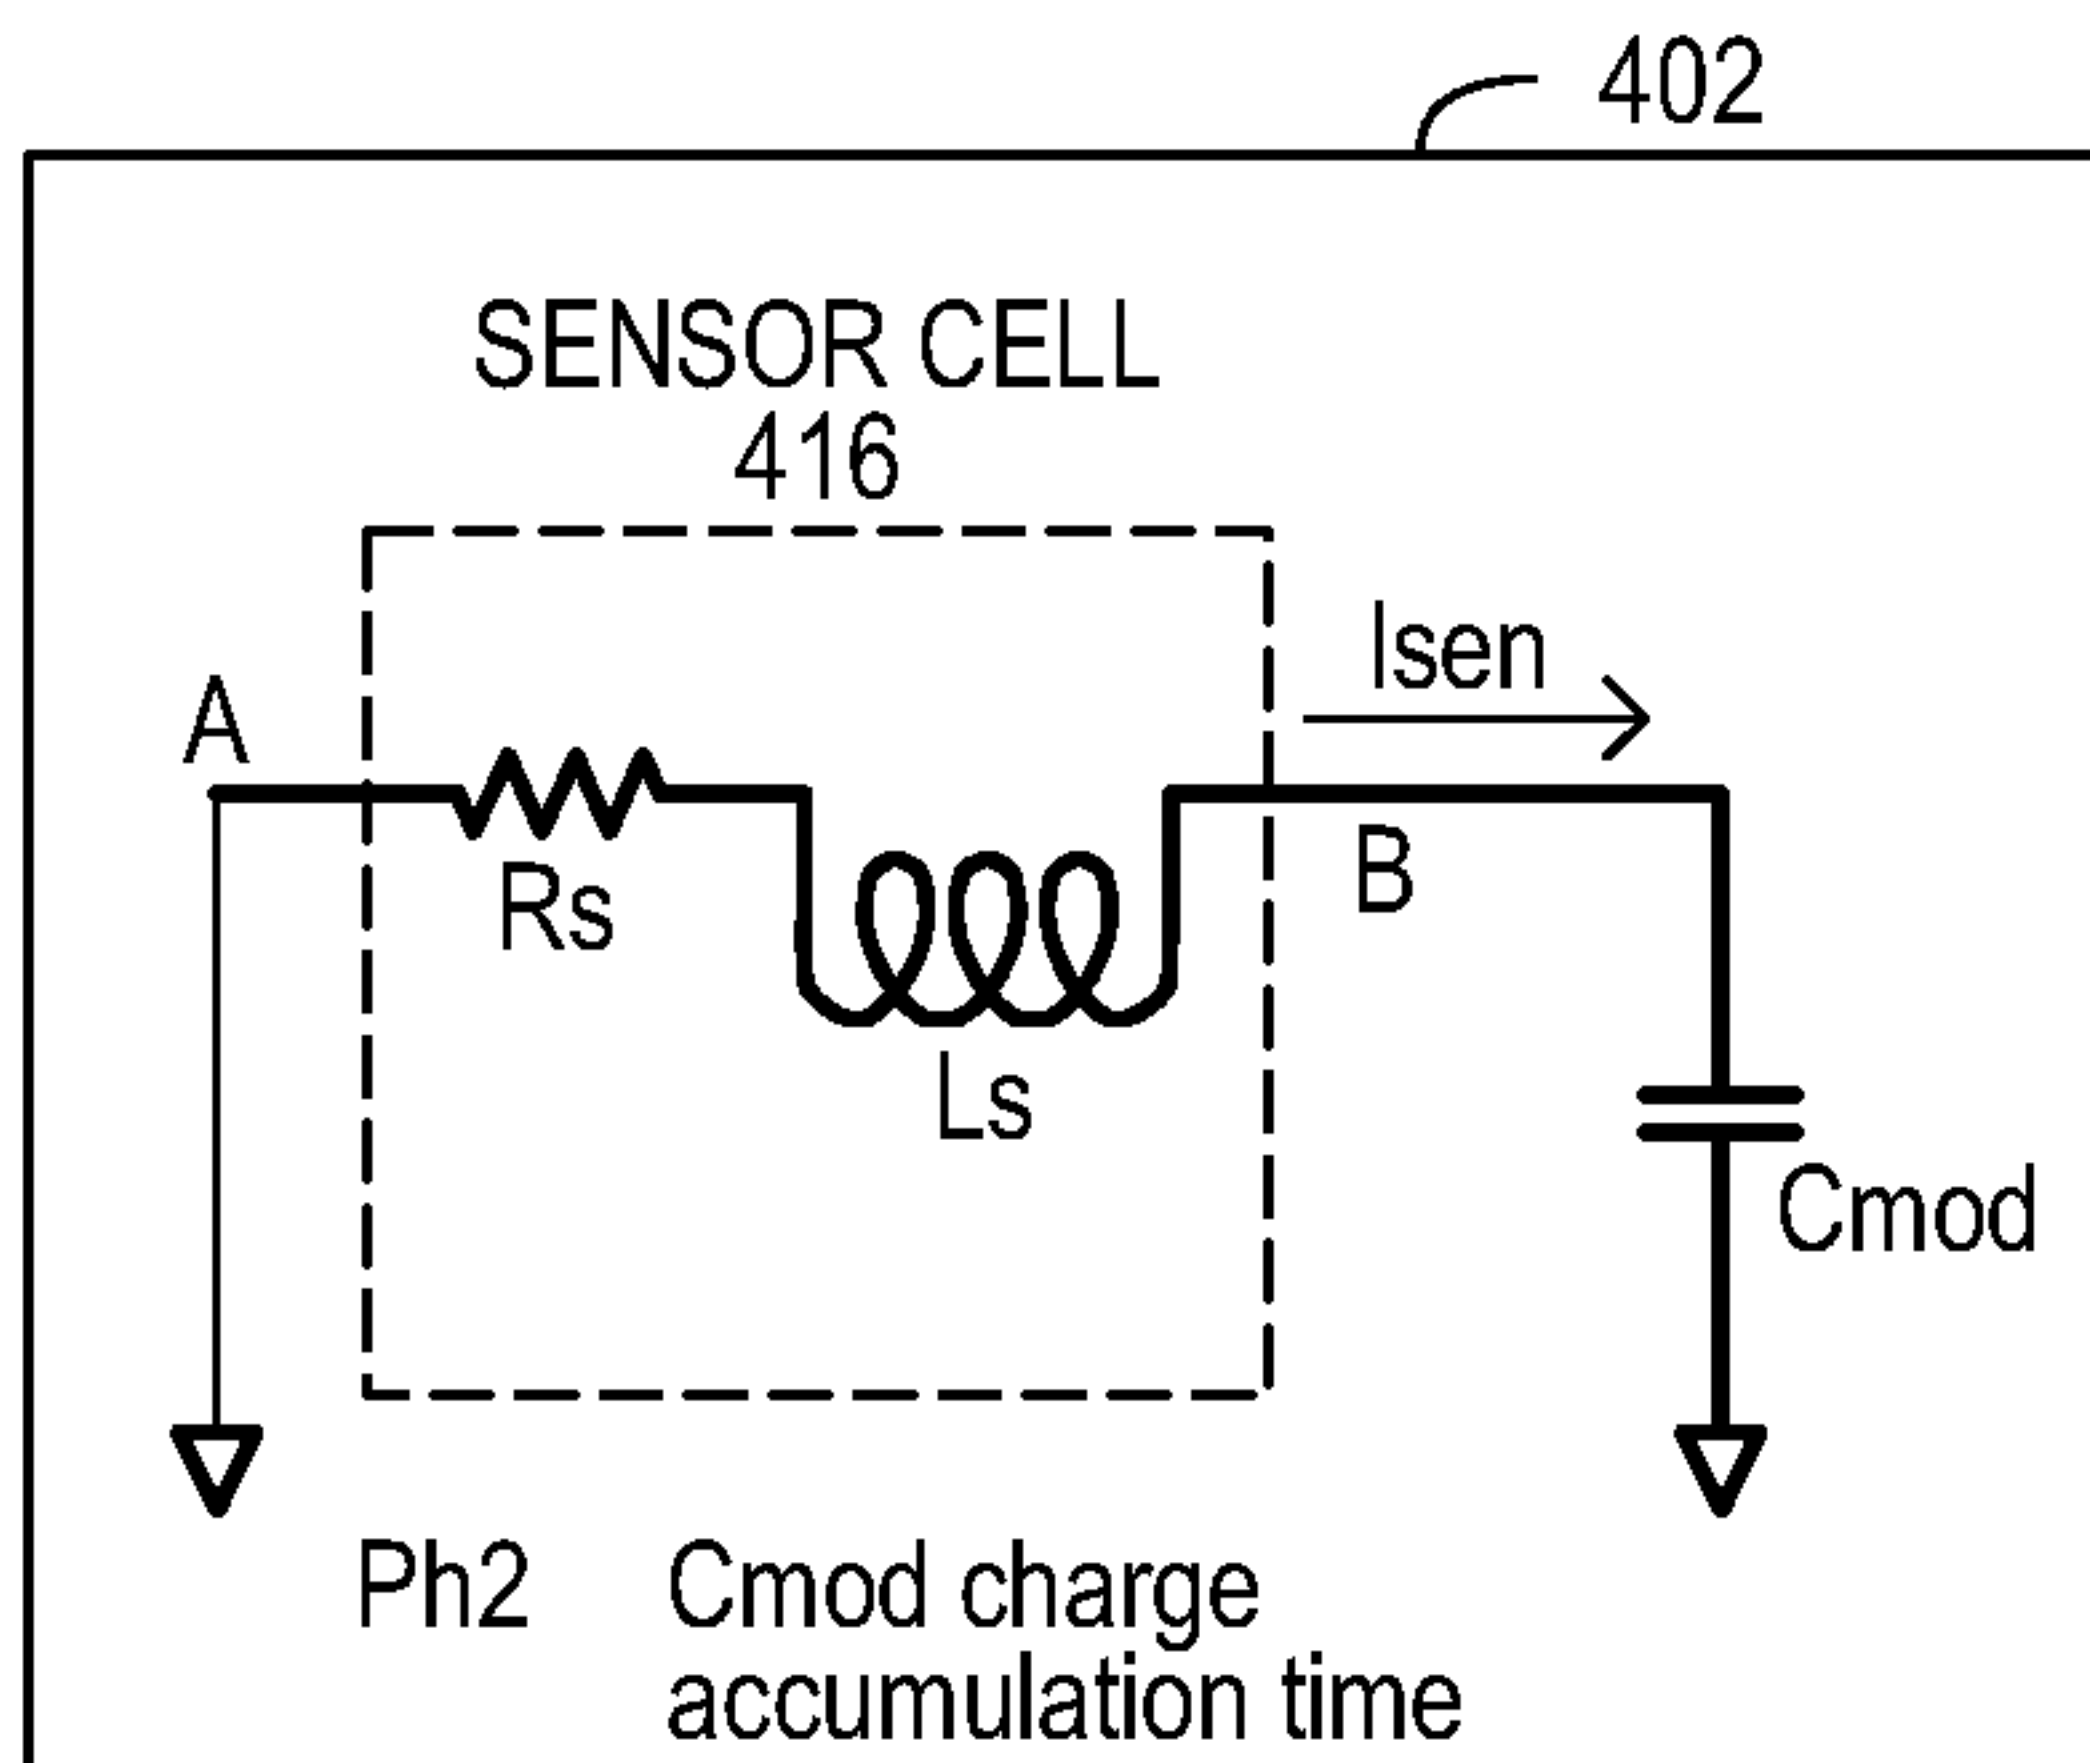 402
SENSOR CELL
416
Isen
A
Rs
B
Ls
Cmod
Ph2 Cmod charge
accumulation time